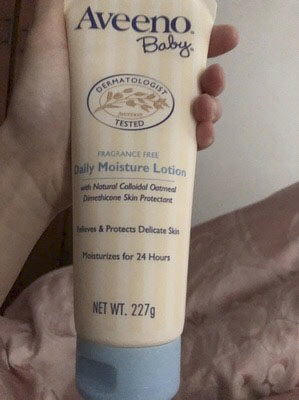 Aveeno.
Baby.
DERMATOLOGIST
TESTED
FRAGRANCE FREE
Daily Moisture Lotion
with Natural Colloidal Oatmeal
Dimethicone Skin Protectant
Relieves & Protects Delicate Skin
Moisturizes for 24 Hours
NET WT. 227g